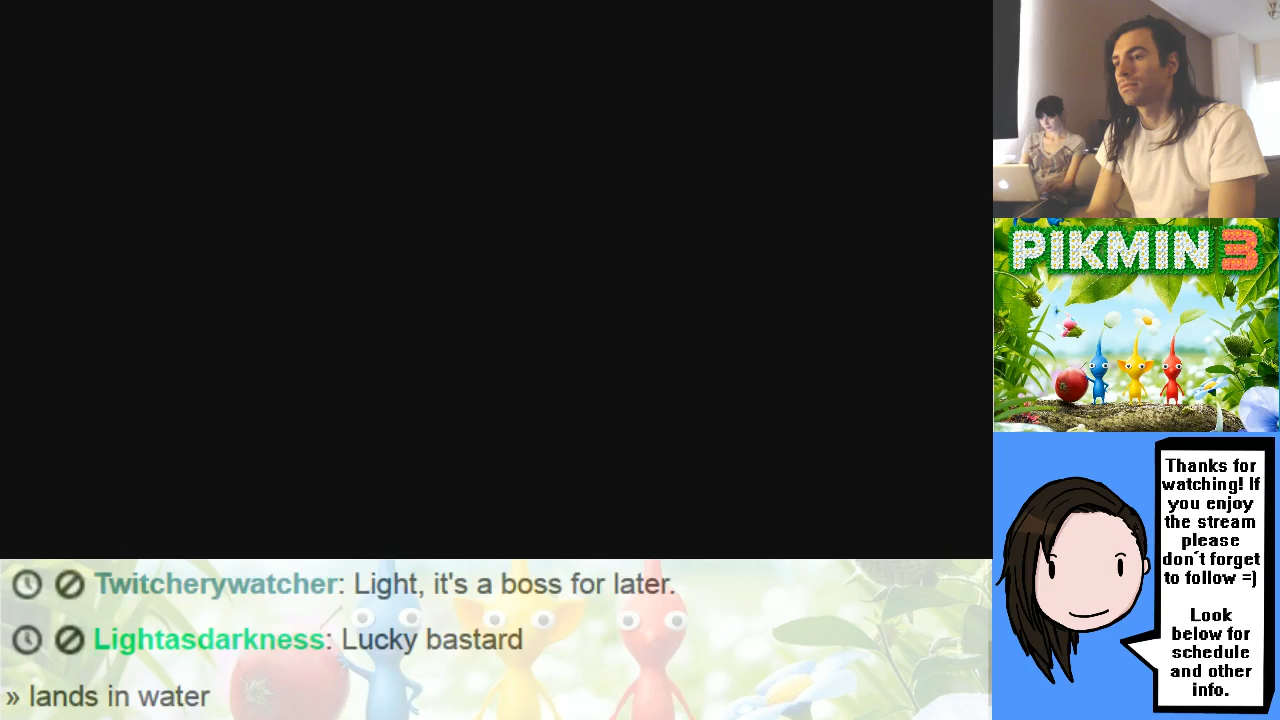 PIKMIN 3
Thanks for
watching! If
you enjoy
the stream
please
don´t forget
to follow =)
Look
below for
schedule
and other
info.
Twitcherywatcher: Light, it's a boss for later.
Lightasdarkness: Lucky bastard
» lands in water